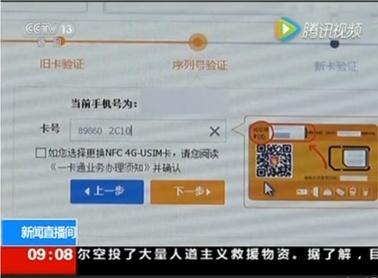 CCTV 13
腾讯视频
旧卡验证 序列号验证 新卡验证
当前手机号为：
卡号 89860 2C10
如您选择更换NFC 4G-USIM卡，请您阅读
《一卡通业务办理须知》并确认
上一步 下一步
新闻直播间
09:08 尔空投了大量人道主义救援物资。据了解，目